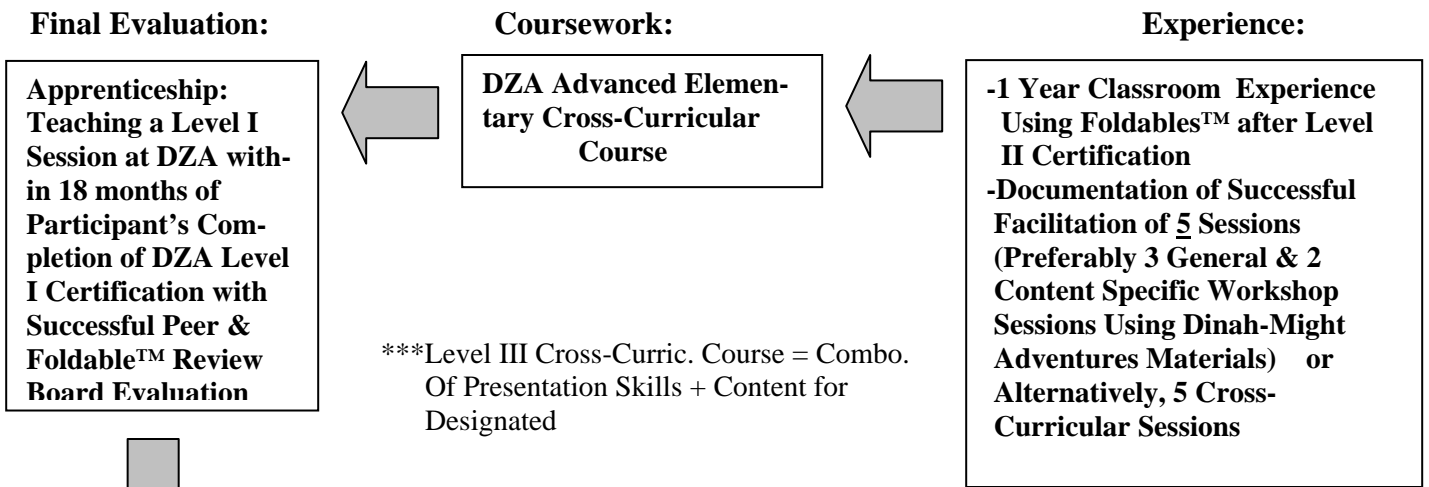 Final Evaluation:
Coursework:
Experience:
Apprenticeship:
Teaching a Level I
Session at DZA with-
in 18 months of
Participant’s Com-
pletion of DZA Level
I Certification with
Successful Peer &
Foldable™ Review
Board Evaluation
DZA Advanced Elemen-
tary Cross-Curricular
Course
***Level III Cross-Curric. Course = Combo.
Of Presentation Skills + Content for
Designated
-1 Year Classroom Experience
Using Foldables™ after Level
II Certification
-Documentation of Successful
Facilitation of 5 Sessions
(Preferably 3 General & 2
Content Specific Workshop
Sessions Using Dinah-Might
Adventures Materials) or
Alternatively, 5 Cross-
Curricular Sessions